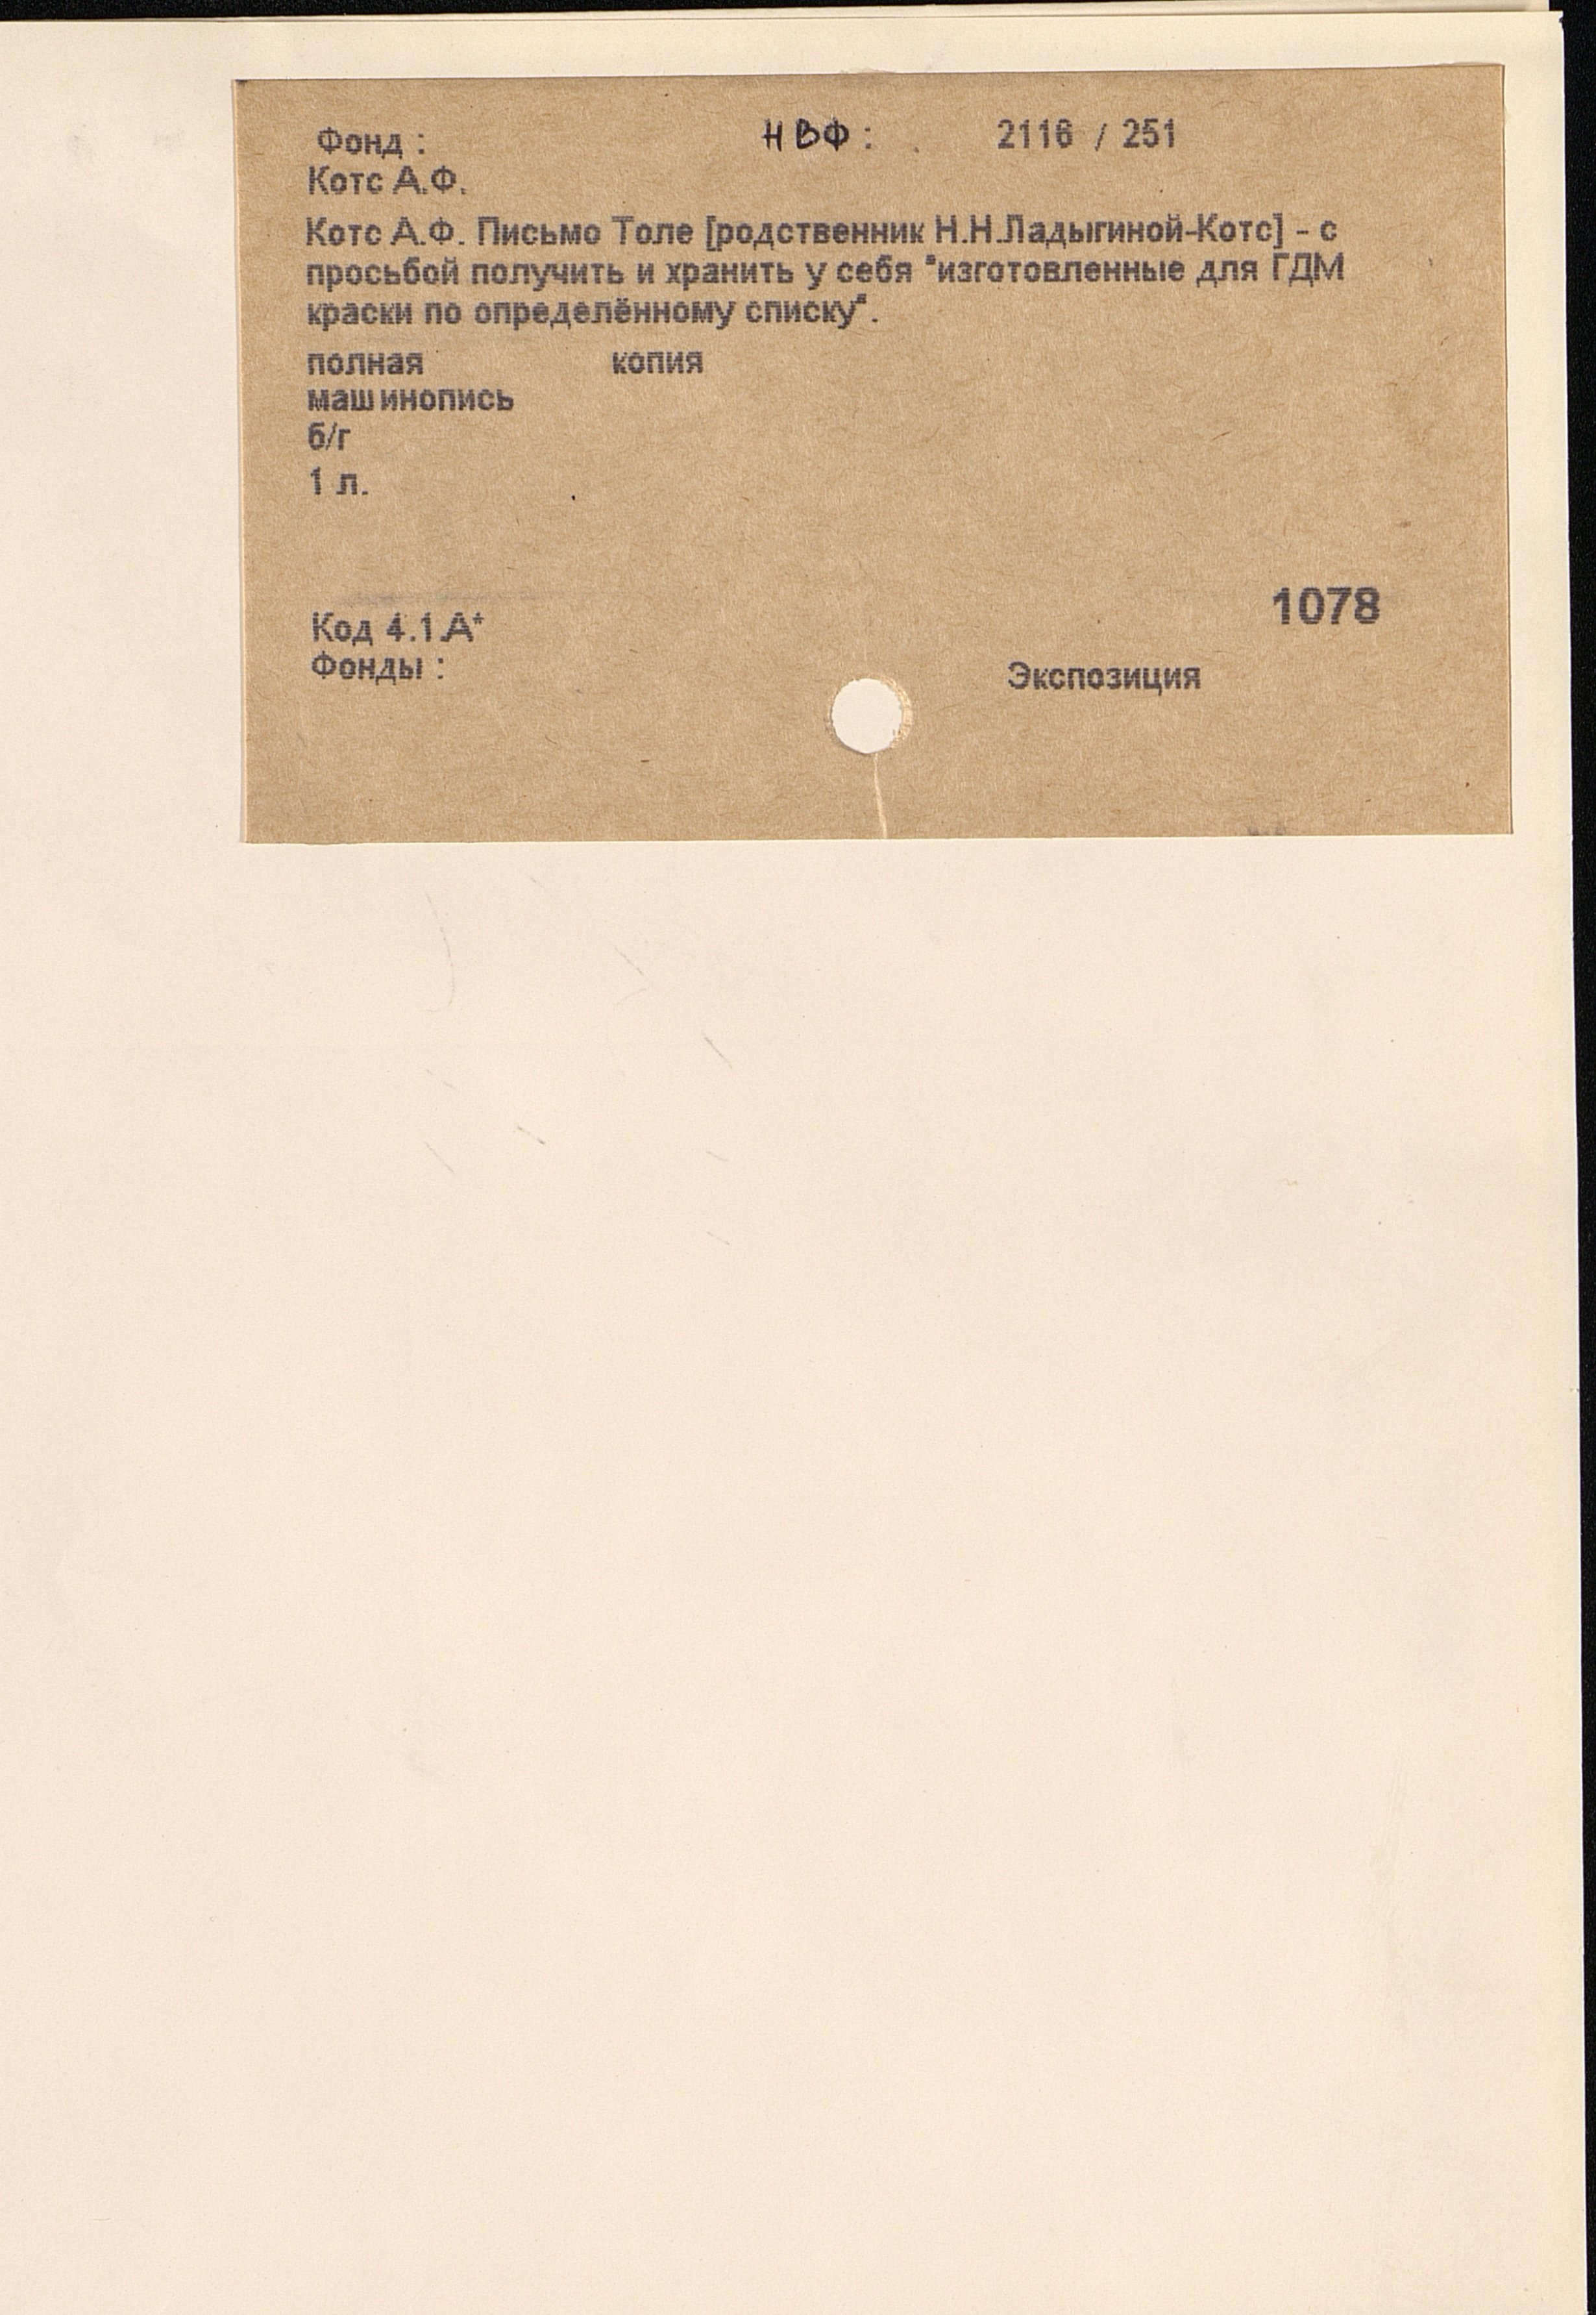 Фонд : НВФ: 2116 / 251
Котс А.Ф.
Котс А.Ф. Письмо Толе [родственник Н.Н.Ладыгиной-Котс] - с
просьбой получить и хранить у себя "изготовленные для ГДМ
краски по определённому списку".
полная копия
машинопись
б/г
1 л.
1078
Код 4.1.А*
Фонды : Экспозиция